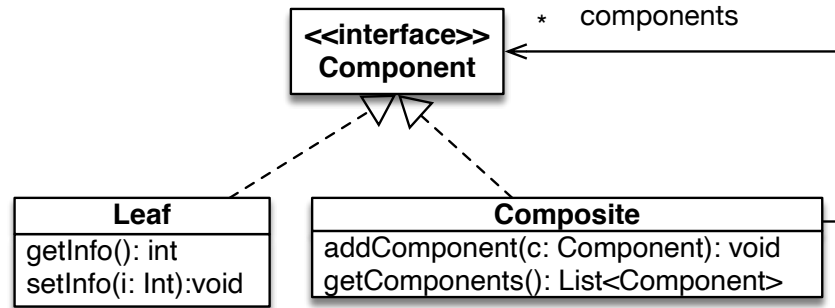 <<interface>>
Component
* components
Leaf
getInfo(): int
setInfo(i: Int):void
Composite
addComponent(c: Component): void
getComponents(): List<Component>